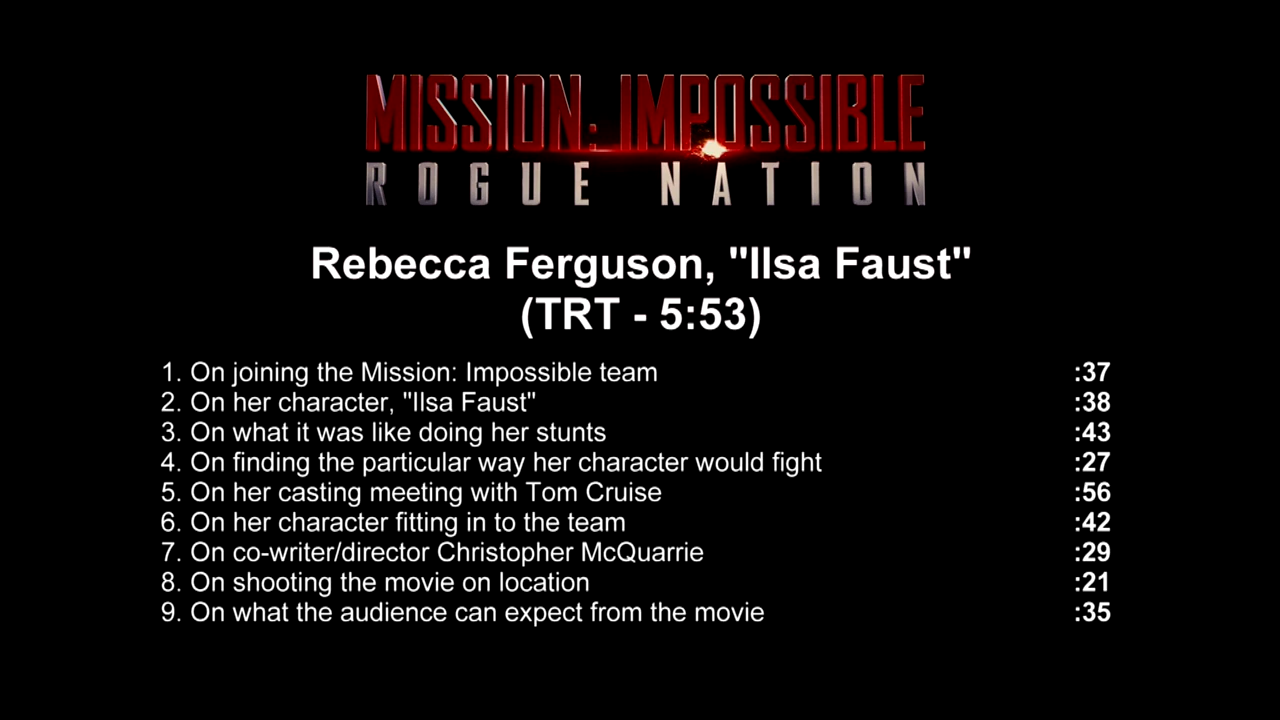 MISSION: IMPOSSIBLE
ROGUE NATION
Rebecca Ferguson, "Ilsa Faust"
(TRT - 5:53)
1. On joining the Mission: Impossible team :37
2. On her character, "Ilsa Faust" :38
3. On what it was like doing her stunts :43
4. On finding the particular way her character would fight :27
5. On her casting meeting with Tom Cruise :56
6. On her character fitting in to the team :42
7. On co-writer/director Christopher McQuarrie :29
8. On shooting the movie on location :21
9. On what the audience can expect from the movie :35